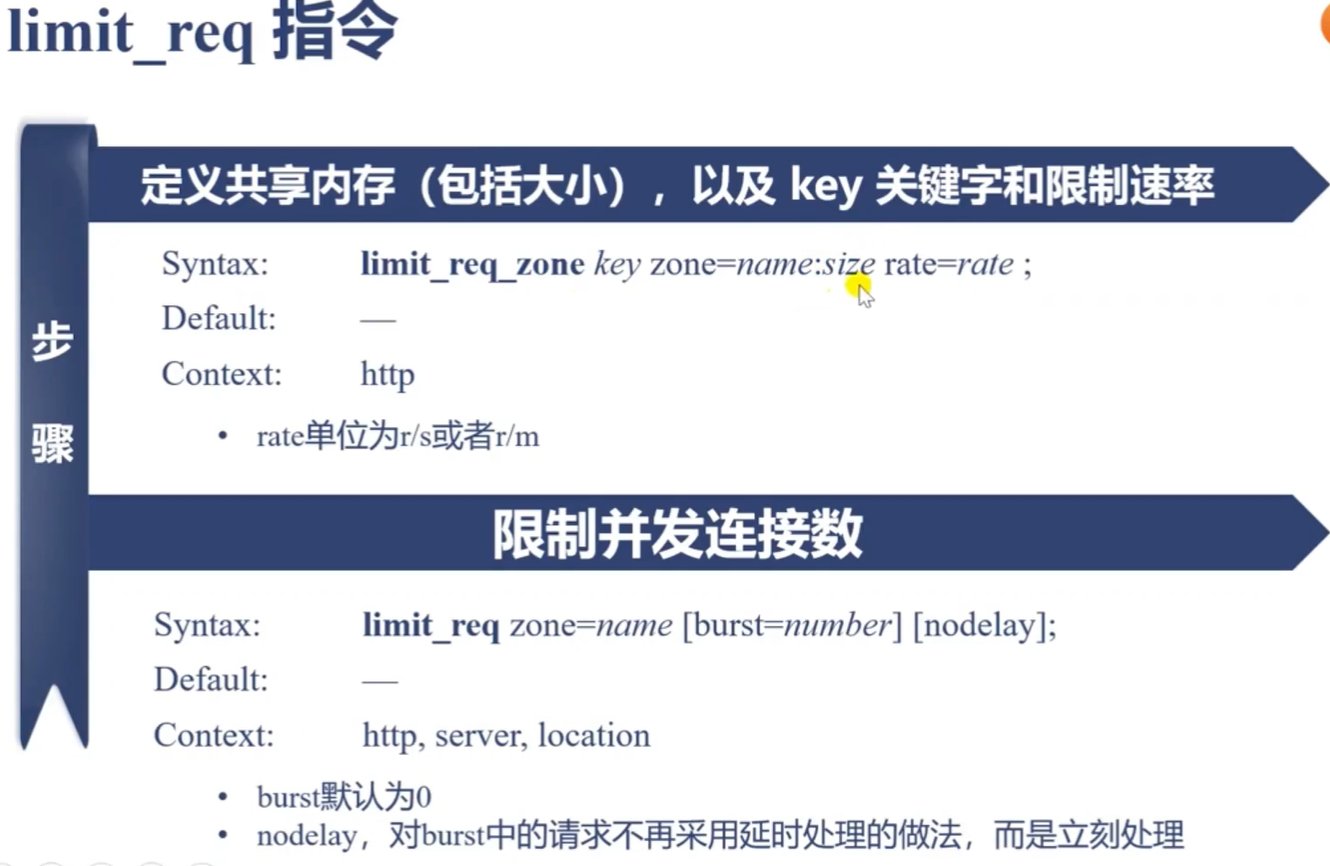 limit_req 指令
定义共享内存（包括大小），以及 key 关键字和限制速率
Syntax: limit_req_zone key zone=name:size rate=rate ;
Default: —
Context: http
• rate单位为r/s或者r/m
步
骤
限制并发连接数
Syntax: limit_req zone=name [burst=number] [nodelay];
Default: —
Context: http, server, location
• burst默认为0
• nodelay，对burst中的请求不再采用延时处理的做法，而是立刻处理